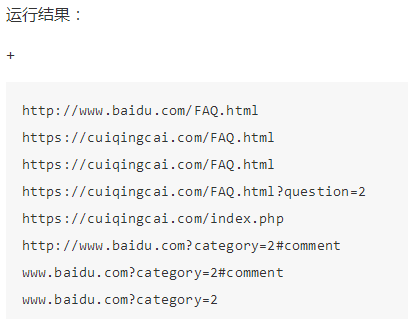 运行结果：
+
http://www.baidu.com/FAQ.html
https://cuiqingcai.com/FAQ.html
https://cuiqingcai.com/FAQ.html
https://cuiqingcai.com/FAQ.html?question=2
https://cuiqingcai.com/index.php
http://www.baidu.com?category=2#comment
www.baidu.com?category=2#comment
www.baidu.com?category=2